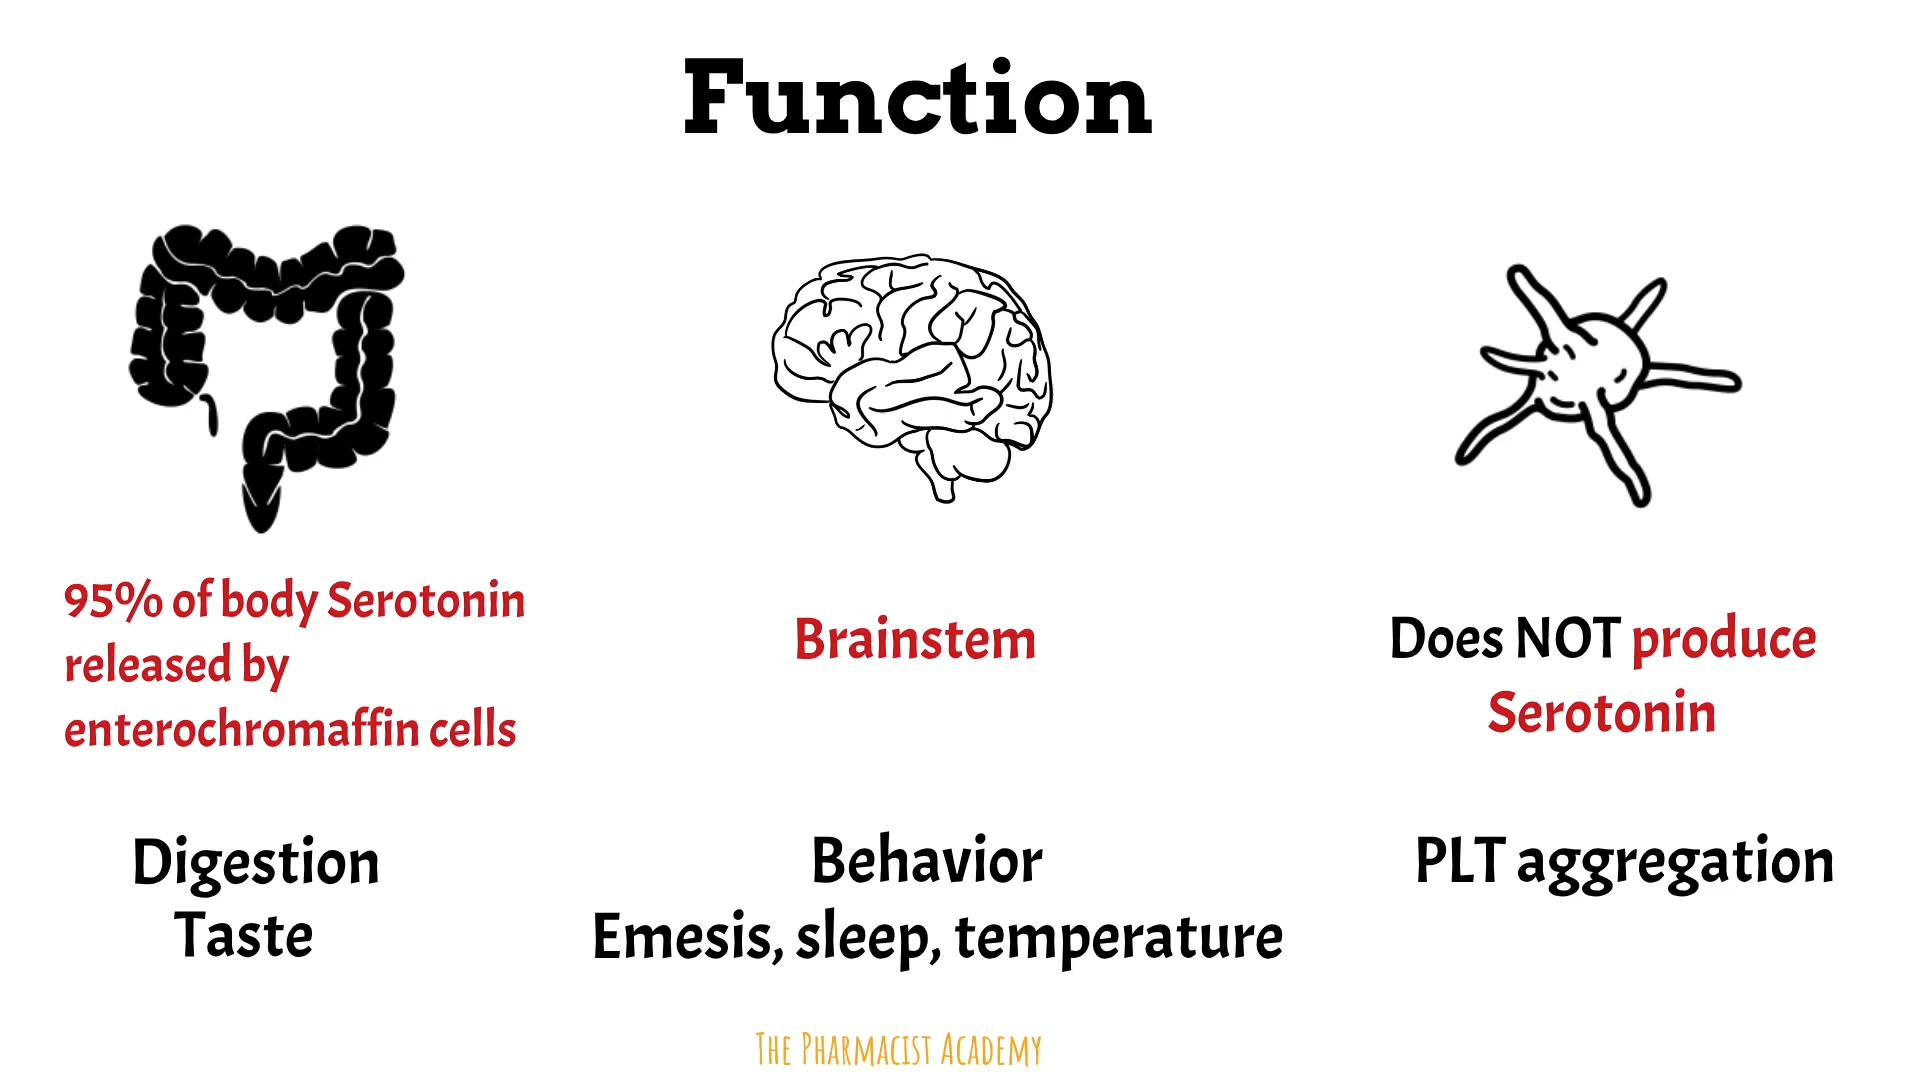 Function
95% of body Serotonin
released by
enterochromaffin cells
Digestion
Taste
Brainstem
Behavior
Emesis, sleep, temperature
Does NOT produce
Serotonin
PLT aggregation
The Pharmacist Academy